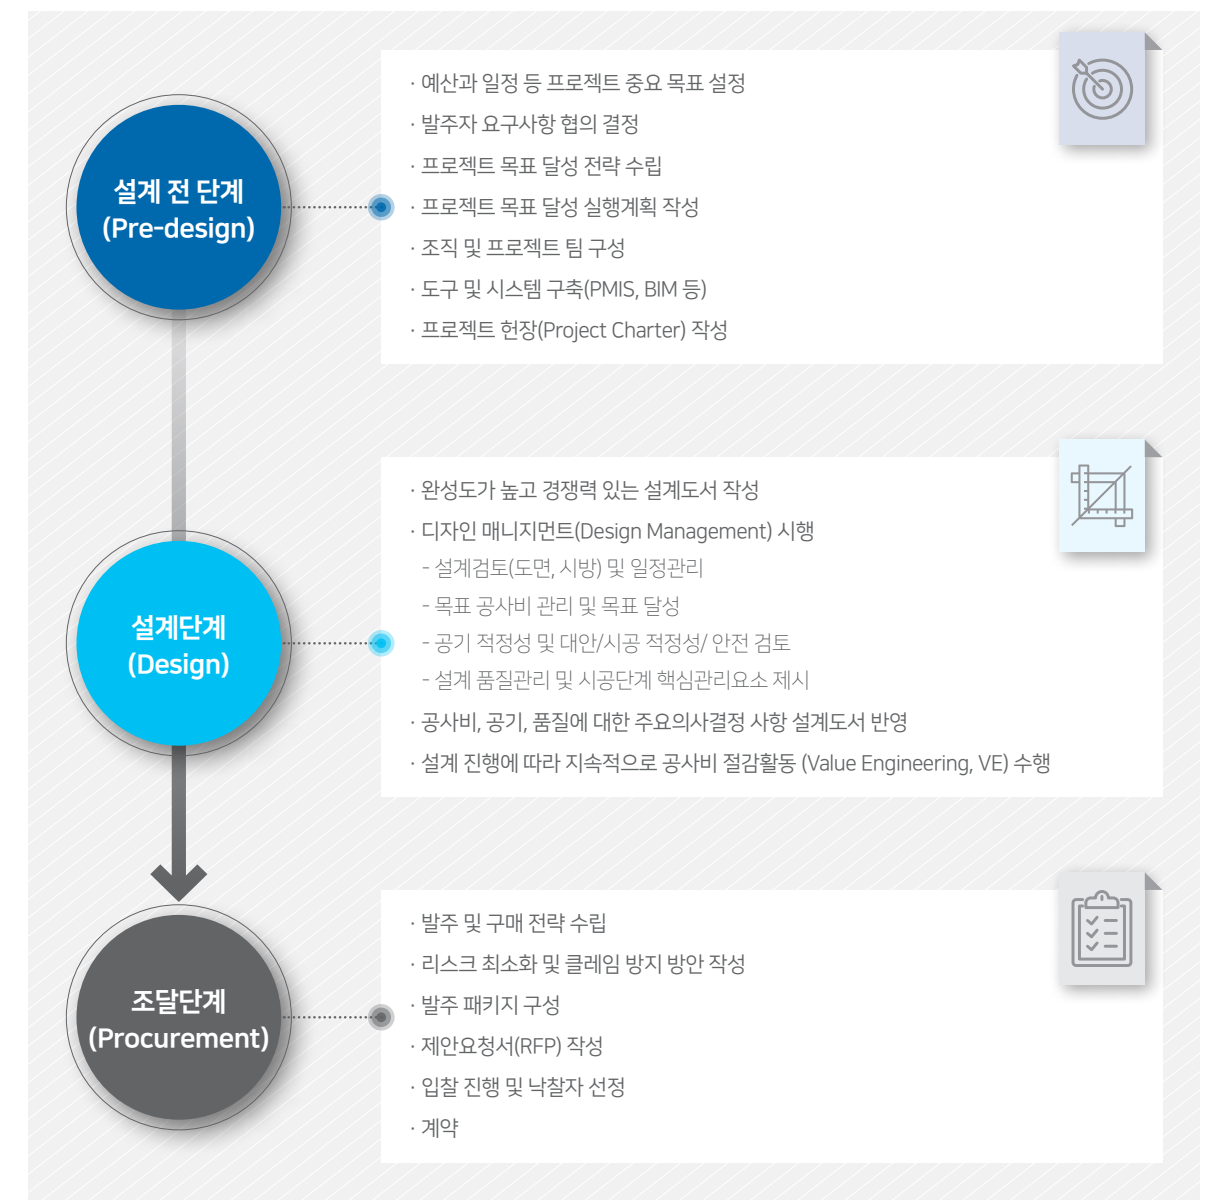 설계 전 단계
(Pre-design)
· 예산과 일정 등 프로젝트 중요 목표 설정
· 발주자 요구사항 협의 결정
· 프로젝트 목표 달성 전략 수립
· 프로젝트 목표 달성 실행계획 작성
· 조직 및 프로젝트 팀 구성
· 도구 및 시스템 구축(PMIS, BIM 등)
· 프로젝트 헌장(Project Charter) 작성
설계단계
(Design)
· 완성도가 높고 경쟁력 있는 설계도서 작성
· 디자인 매니지먼트(Design Management) 시행
- 설계검토(도면, 시방) 및 일정관리
- 목표 공사비 관리 및 목표 달성
- 공기 적정성 및 대안/시공 적정성/ 안전 검토
- 설계 품질관리 및 시공단계 핵심관리요소 제시
· 공사비, 공기, 품질에 대한 주요의사결정 사항 설계도서 반영
· 설계 진행에 따라 지속적으로 공사비 절감활동 (Value Engineering, VE) 수행
조달단계
(Procurement)
· 발주 및 구매 전략 수립
· 리스크 최소화 및 클레임 방지 방안 작성
· 발주 패키지 구성
· 제안요청서(RFP) 작성
· 입찰 진행 및 낙찰자 선정
· 계약